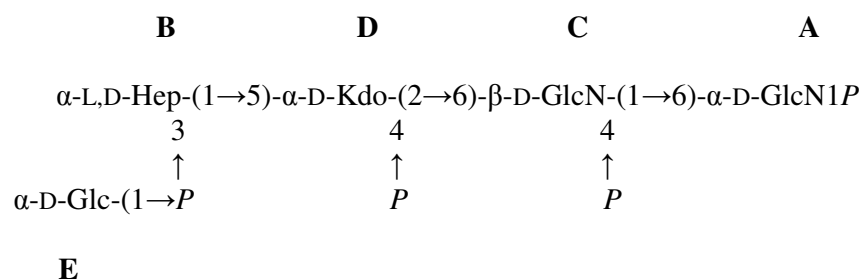 B D C A
α-L,D-Hep-(1→5)-α-D-Kdo-(2→6)-β-D-GlcN-(1→6)-α-D-GlcN1P
3 4 4
↑ ↑ ↑
α-D-Glc-(1→P P P
E